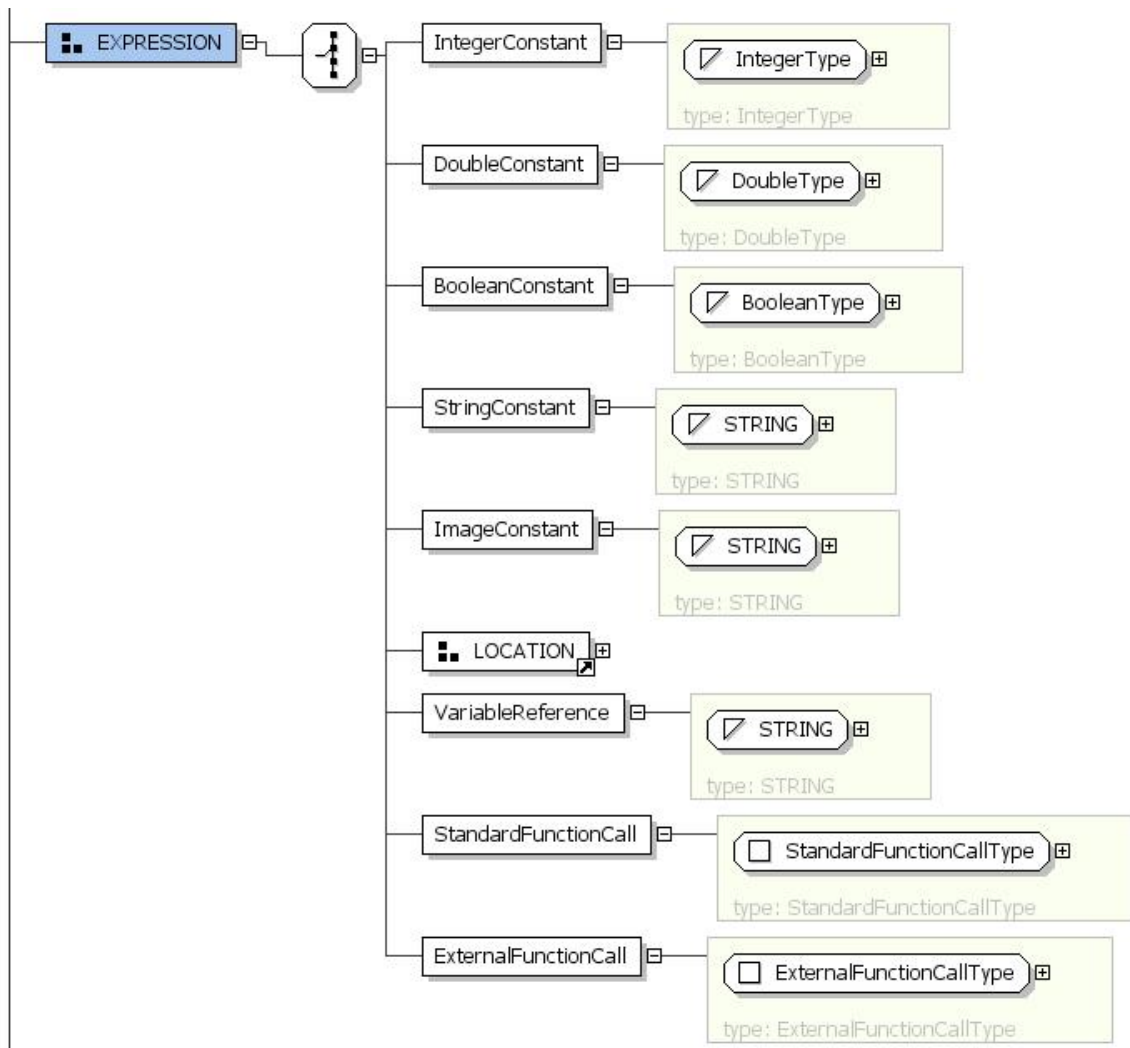 EXPRESSION
IntegerConstant
IntegerType
type: IntegerType
DoubleConstant
DoubleType
type: DoubleType
BooleanConstant
BooleanType
type: BooleanType
StringConstant
STRING
type: STRING
ImageConstant
STRING
type: STRING
LOCATION
VariableReference
STRING
type: STRING
StandardFunctionCall
StandardFunctionCallType
type: StandardFunctionCallType
ExternalFunctionCall
ExternalFunctionCallType
type: ExternalFunctionCallType